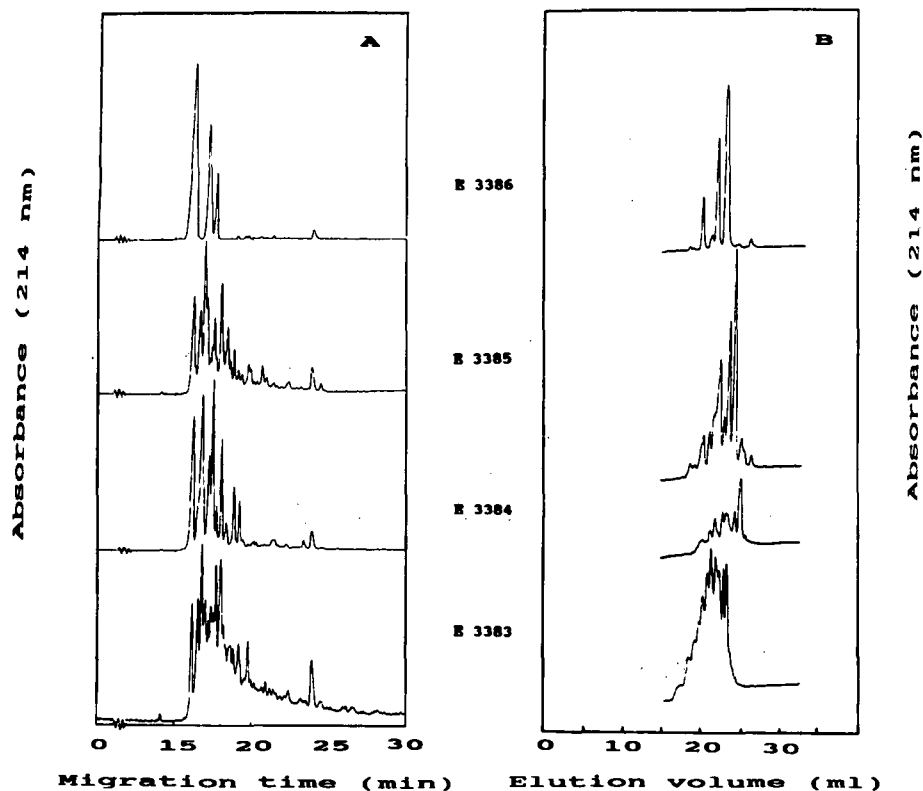 A
B
Absorbance (214 nm)
E 3386
E 3385
E 3384
E 3383
Absorbance (214 nm)
0 15 20 25 30
0 10 20 30
Migration time (min)
Elution volume (ml)